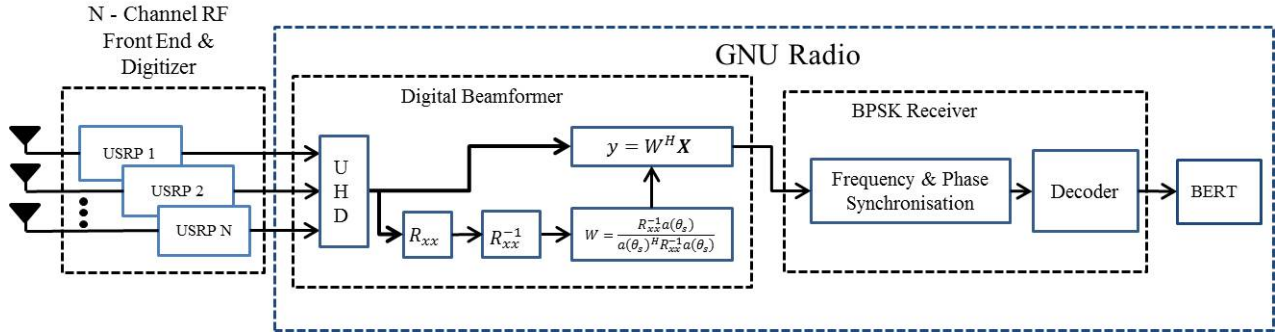 N - Channel RF
Front End &
Digitizer
GNU Radio
Digital Beamformer
BPSK Receiver
USRP 1
USRP 2
USRP N
U
H
D
y = W^H X
R_xx
R_xx^-1
W = R_xx^-1 a(θ_s) / a(θ_s)^H R_xx^-1 a(θ_s)
Frequency & Phase
Synchronisation
Decoder
BERT